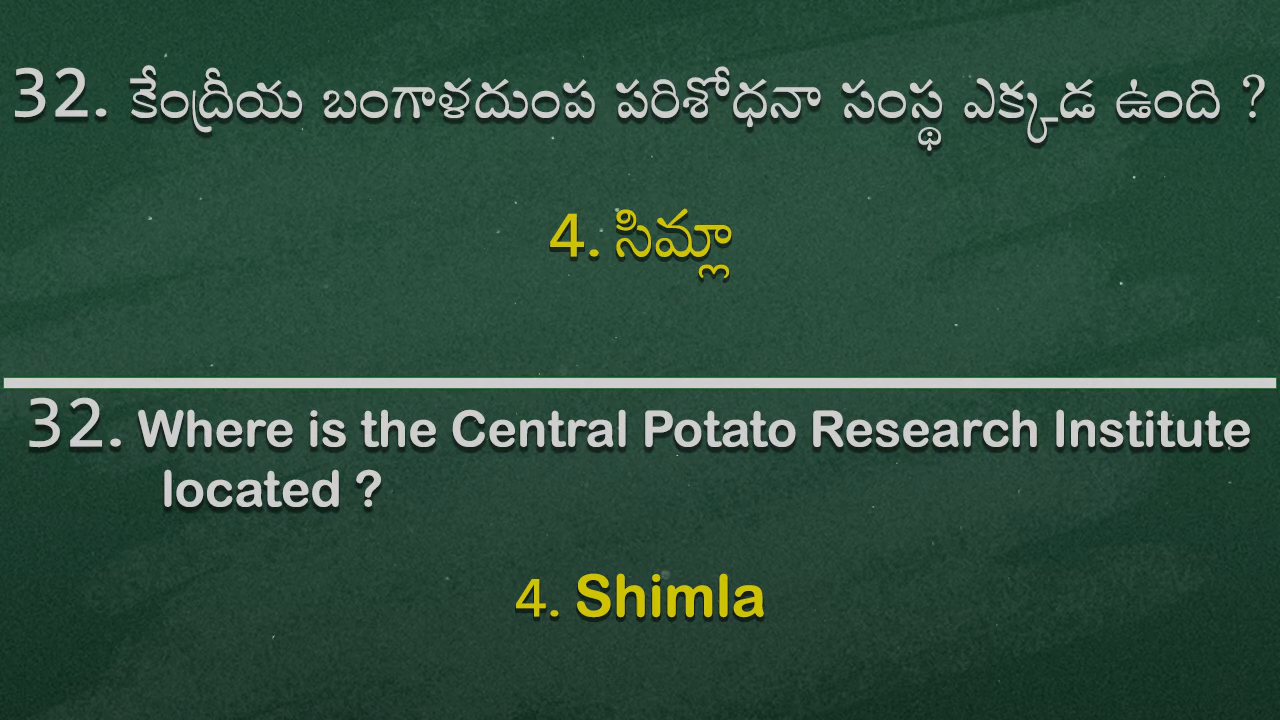 32. కేంద్రీయ బంగాళదుంప పరిశోధనా సంస్థ ఎక్కడ ఉంది ?
4. సిమ్లా
32. Where is the Central Potato Research Institute
located ?
4. Shimla